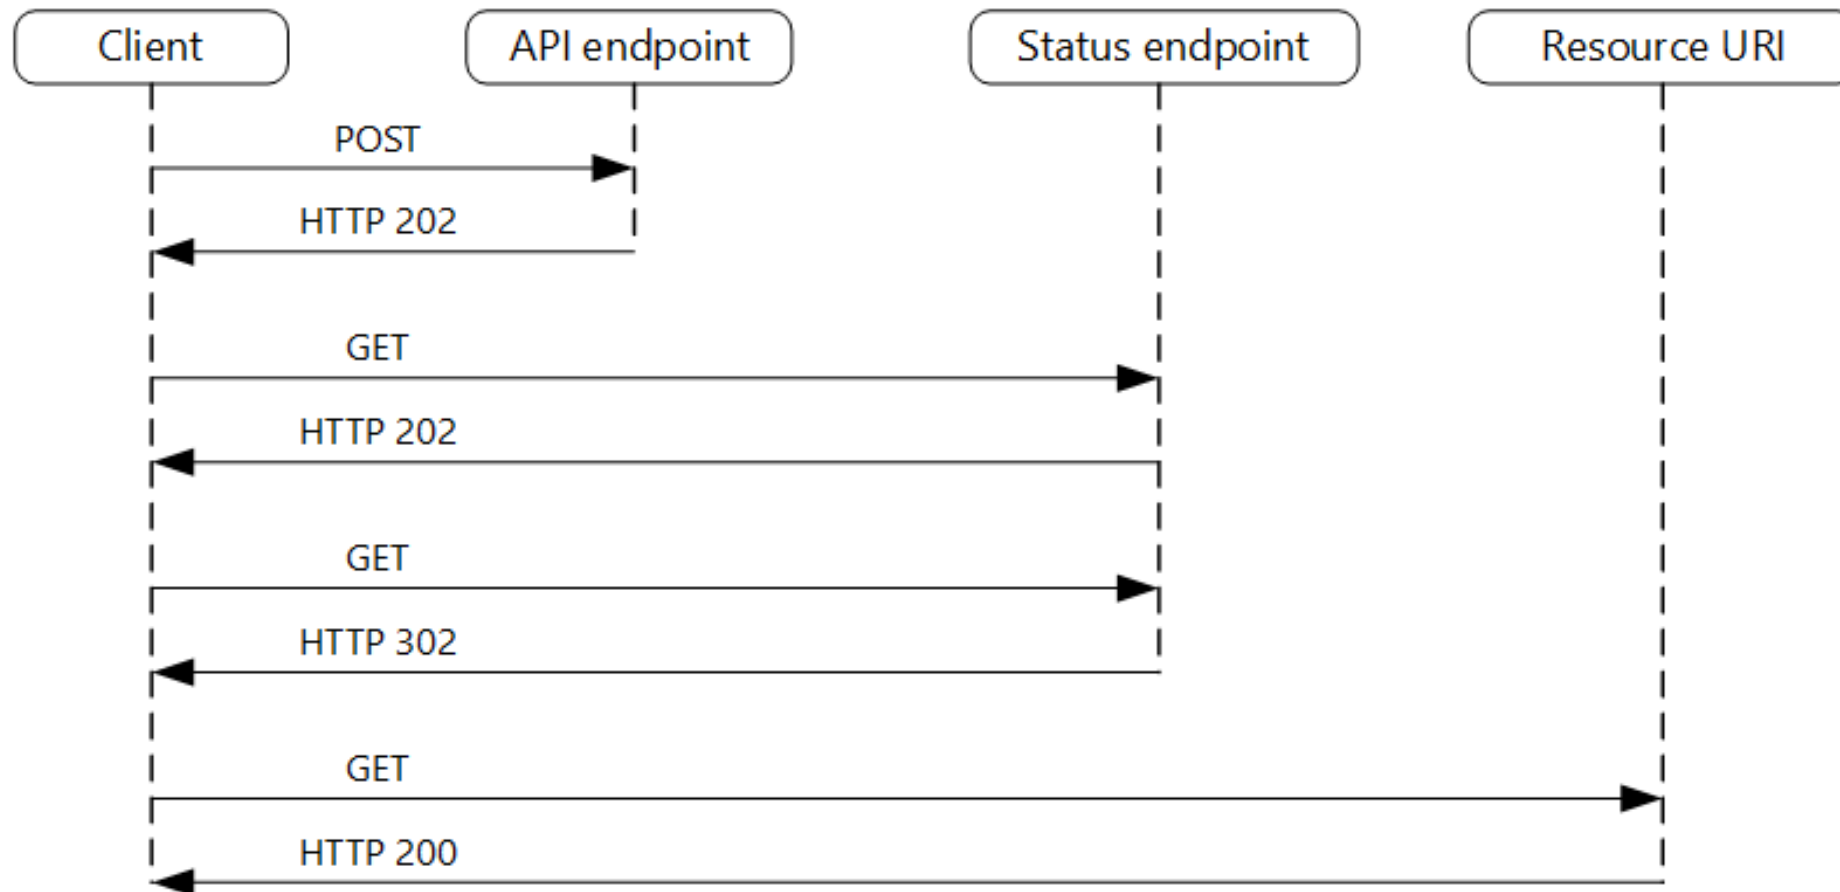 Client
API endpoint
Status endpoint
Resource URI
POST
HTTP 202
GET
HTTP 202
GET
HTTP 302
GET
HTTP 200